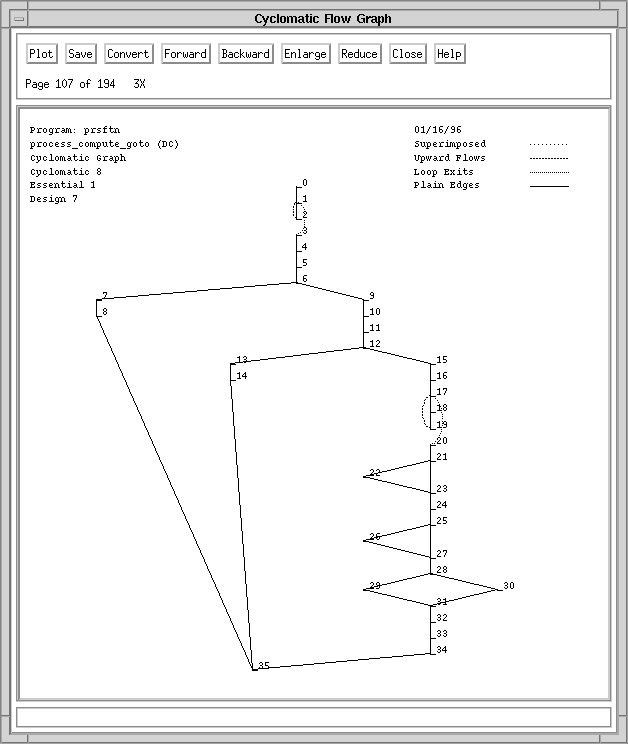 Cyclomatic Flow Graph
Plot Save Convert Forward Backward Enlarge Reduce Close Help
Page 107 of 194 3X
Program: prsftn
process_compute_goto (DC)
Cyclomatic Graph
Cyclomatic 8
Essential 1
Design 7
01/16/96
Superimposed
Upward Flows
Loop Exits
Plain Edges
0
1
2
3
4
5
6
7
8
9
10
11
12
13
14
15
16
17
18
19
20
21
22
23
24
25
26
27
28
29
30
31
32
33
34
35